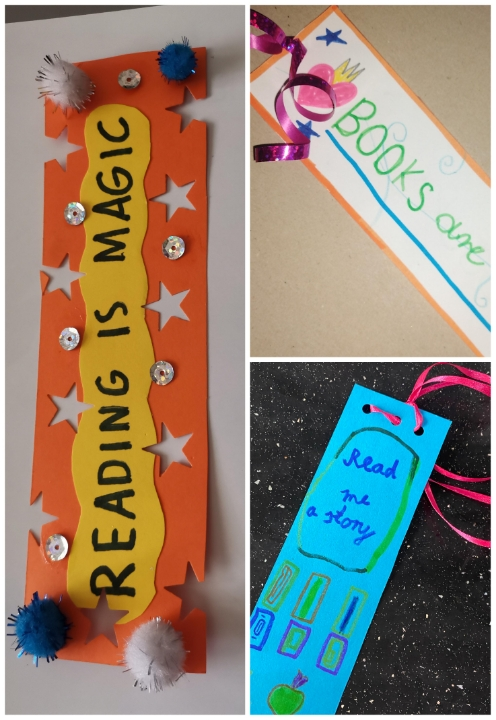 READING IS MAGIC
BOOKS are
Read
me
a story